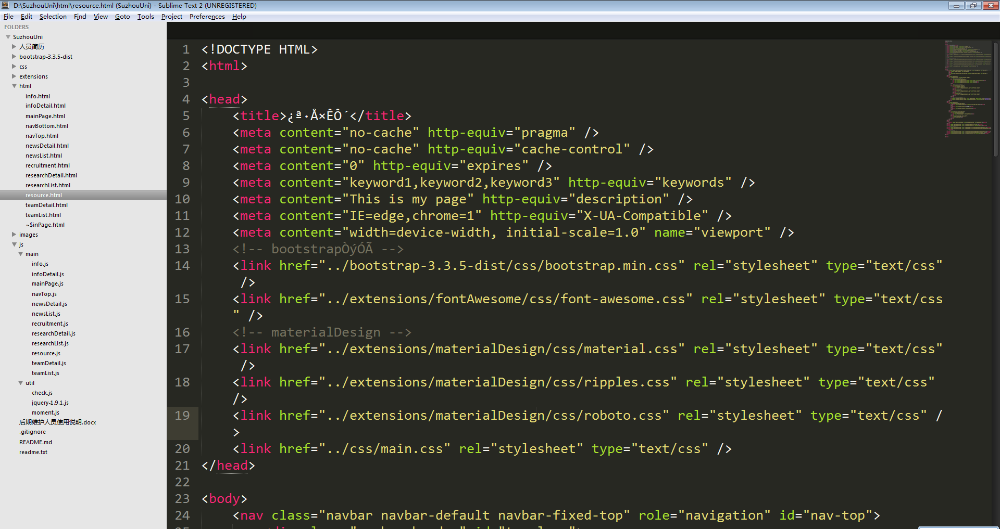 D:\SuzhouUni\html\resource.html (SuzhouUni) - Sublime Text 2 (UNREGISTERED)
File Edit Selection Find View Goto Tools Project Preferences Help
FOLDERS
SuzhouUni
人员简历
bootstrap-3.3.5-dist
css
extensions
html
info.html
infoDetail.html
mainPage.html
navBottom.html
navTop.html
newsDetail.html
newsList.html
recruitment.html
researchDetail.html
researchList.html
resource.html
teamDetail.html
teamList.html
~$inPage.html
images
js
main
info.js
infoDetail.js
mainPage.js
navTop.js
newsDetail.js
newsList.js
recruitment.js
researchDetail.js
researchList.js
resource.js
teamDetail.js
teamList.js
util
check.js
jquery-1.9.1.js
moment.js
后期维护人员使用说明.docx
.gitignore
README.md
readme.txt
1 <!DOCTYPE HTML>
2 <html>
3
4 <head>
5 <title>¿ª·Å×ÊÔ´</title>
6 <meta content="no-cache" http-equiv="pragma" />
7 <meta content="no-cache" http-equiv="cache-control" />
8 <meta content="0" http-equiv="expires" />
9 <meta content="keyword1,keyword2,keyword3" http-equiv="keywords" />
10 <meta content="This is my page" http-equiv="description" />
11 <meta content="IE=edge,chrome=1" http-equiv="X-UA-Compatible" />
12 <meta content="width=device-width, initial-scale=1.0" name="viewport" />
13 <!-- bootstrapÒýÓÃ -->
14 <link href="../bootstrap-3.3.5-dist/css/bootstrap.min.css" rel="stylesheet" type="text/css"
/>
15 <link href="../extensions/fontAwesome/css/font-awesome.css" rel="stylesheet" type="text/css
" />
16 <!-- materialDesign -->
17 <link href="../extensions/materialDesign/css/material.css" rel="stylesheet" type="text/css"
/>
18 <link href="../extensions/materialDesign/css/ripples.css" rel="stylesheet" type="text/css"
/>
19 <link href="../extensions/materialDesign/css/roboto.css" rel="stylesheet" type="text/css" /
>
20 <link href="../css/main.css" rel="stylesheet" type="text/css" />
21 </head>
22
23 <body>
24 <nav class="navbar navbar-default navbar-fixed-top" role="navigation" id="nav-top">